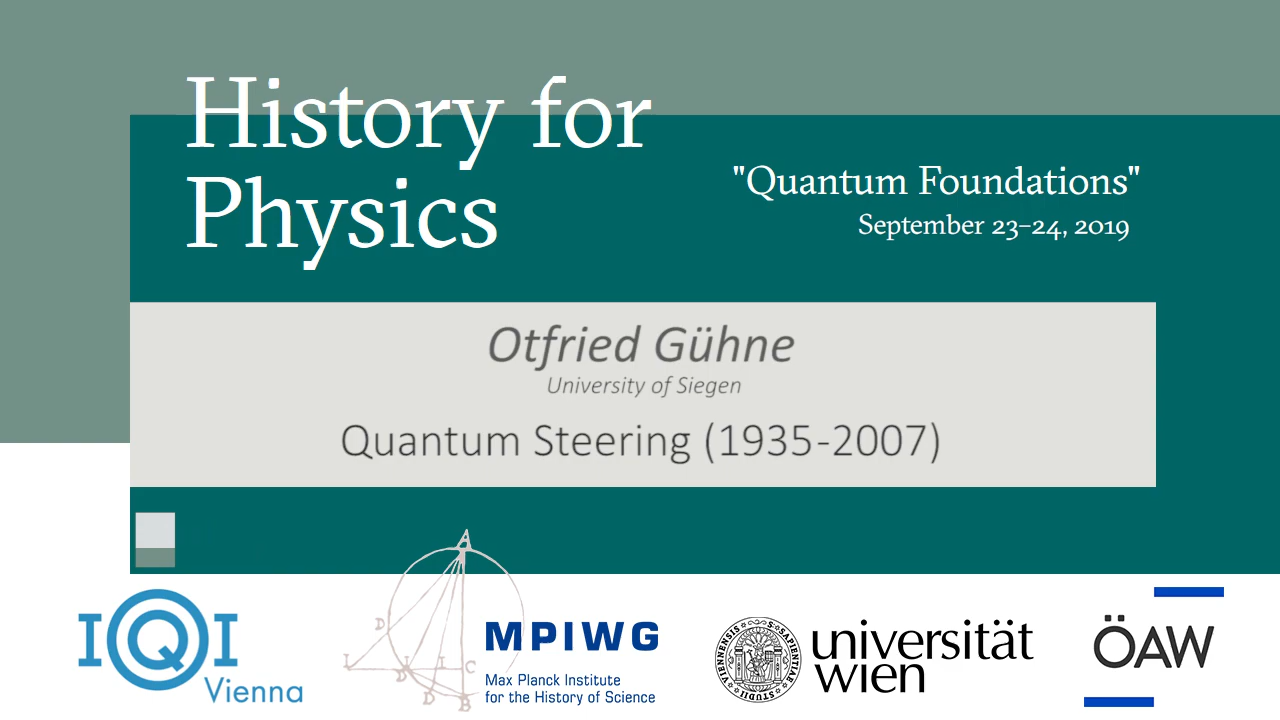 History for
Physics
"Quantum Foundations"
September 23–24, 2019
Otfried Gühne
University of Siegen
Quantum Steering (1935-2007)
IQI
Vienna
A
D
I
D
I
I
C
D
D
B
MPIWG
Max Planck Institute
for the History of Science
universität
wien
ÖAW